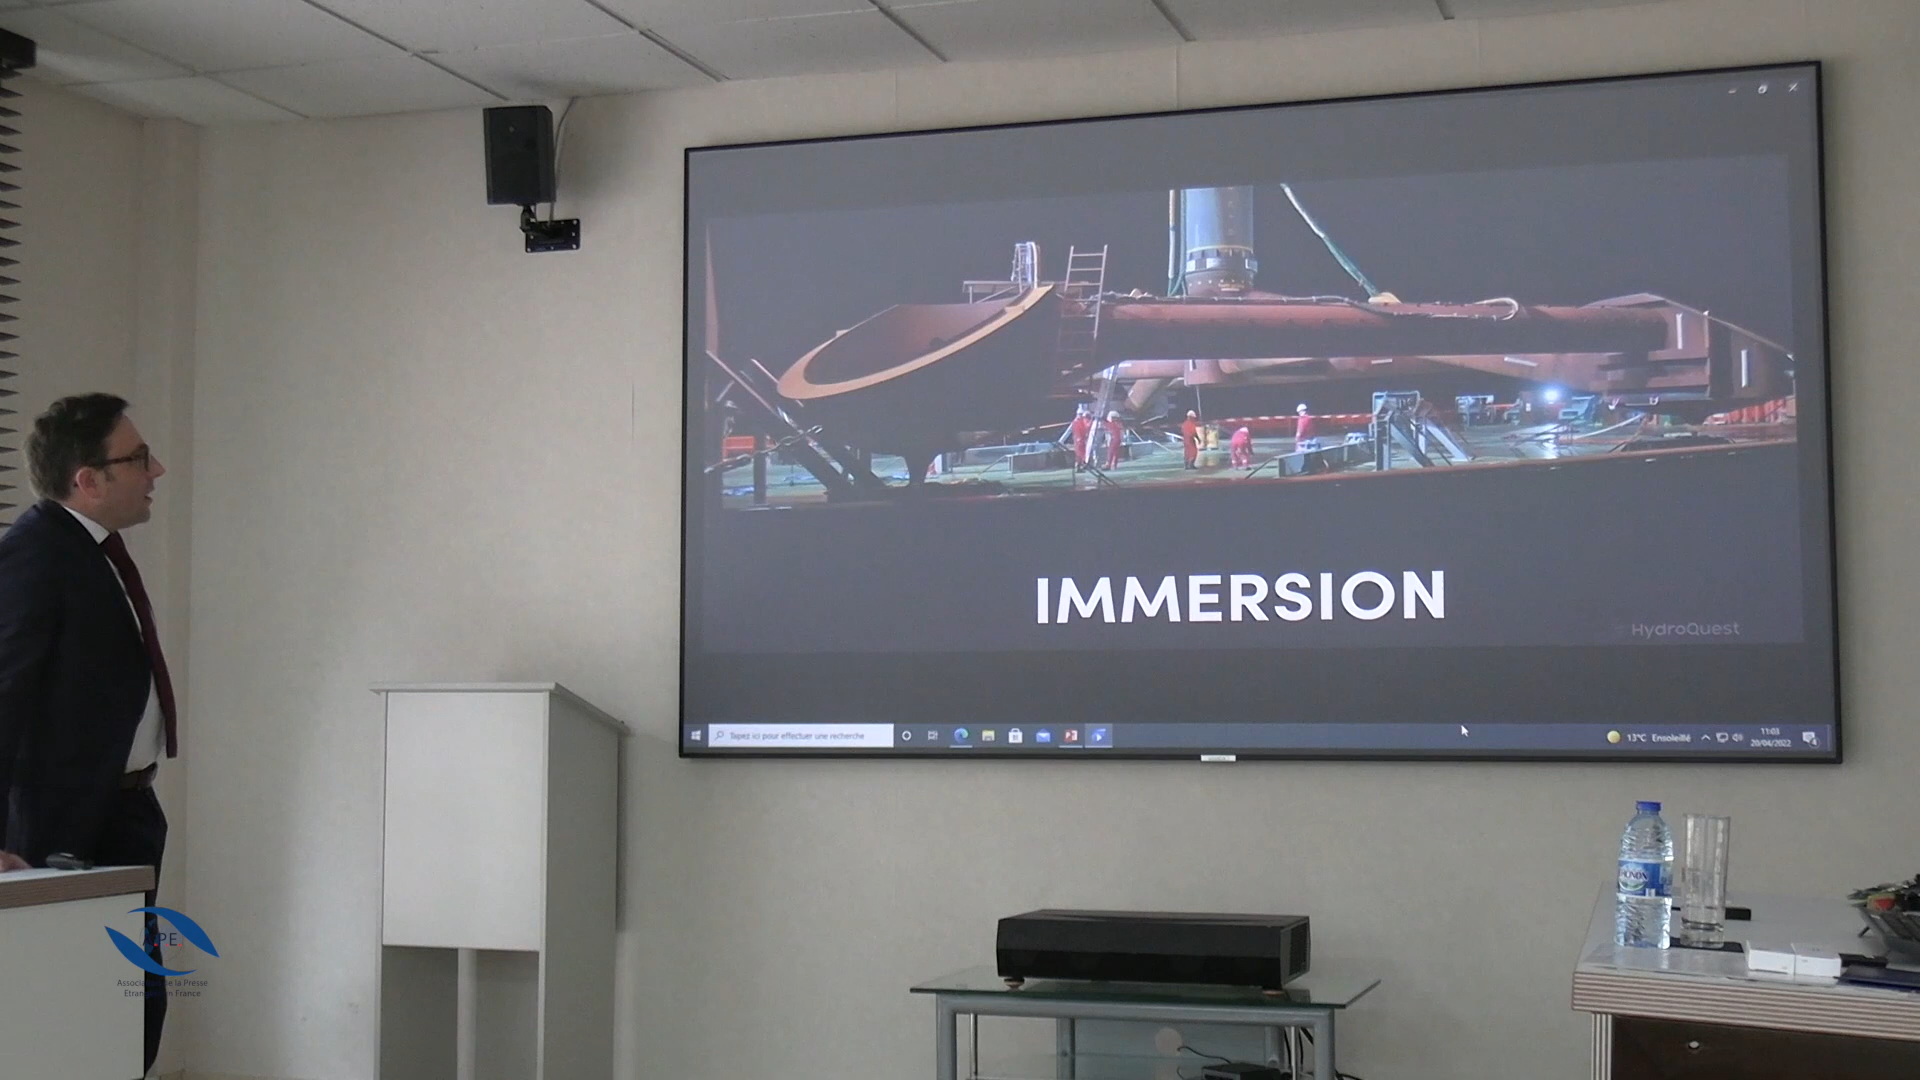 IMMERSION
HydroQuest
Tapez ici pour effectuer une recherche
13°C Ensoleillé
11:03
20/04/2022
APE
Association de la Presse
Etrangère en France